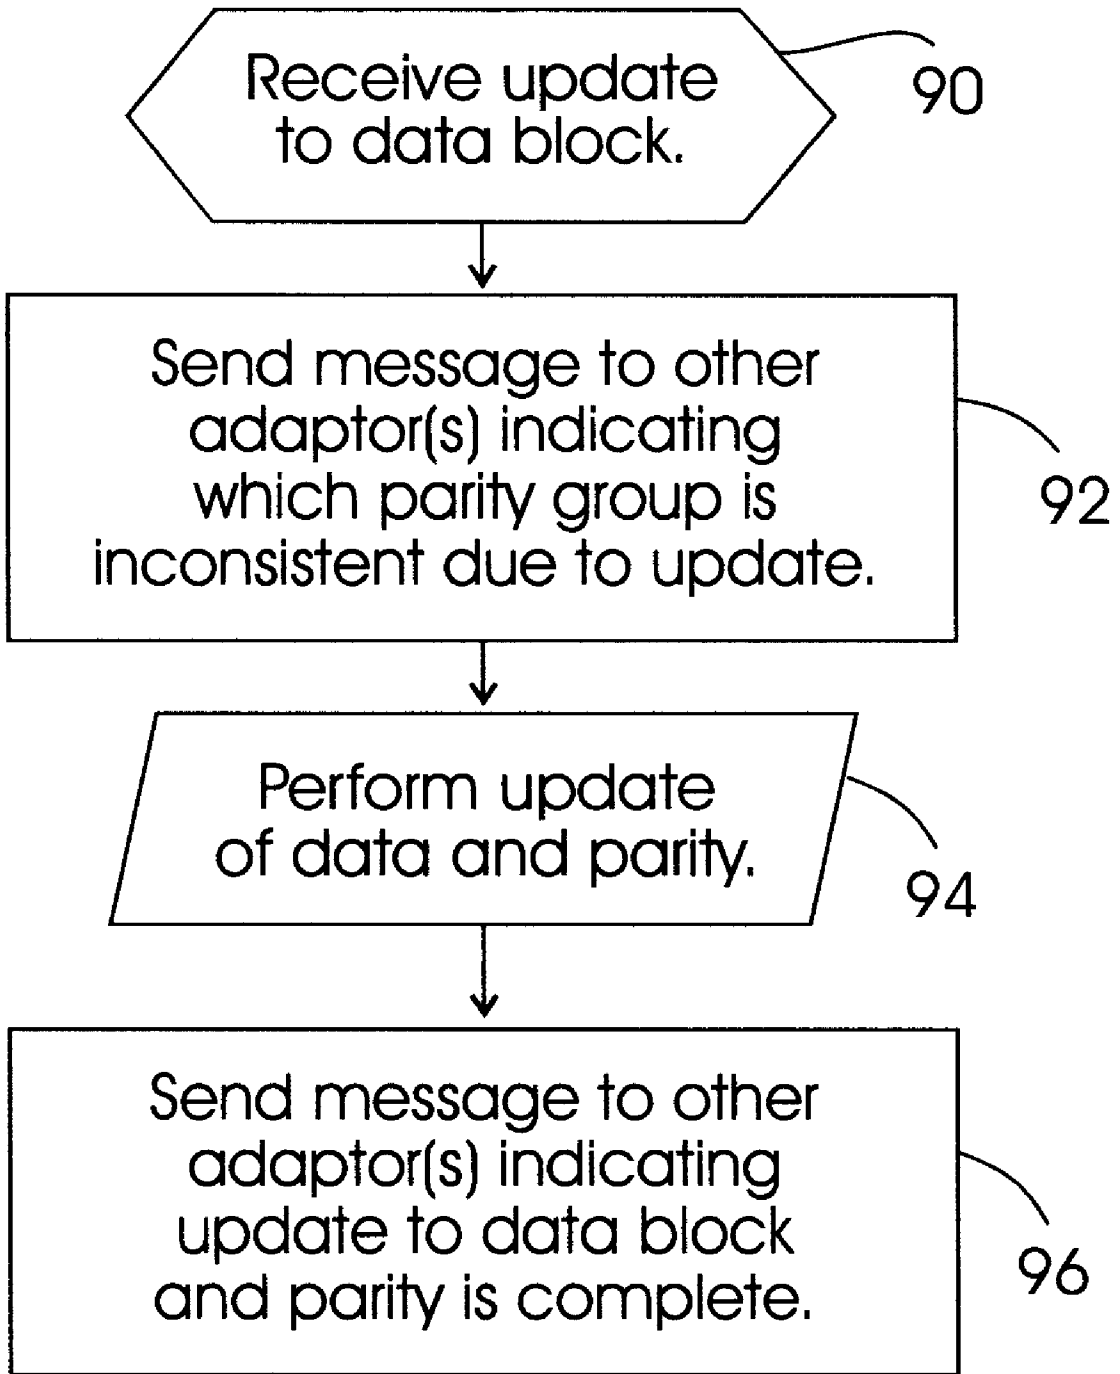 Receive update
to data block.
90
Send message to other
adaptor(s) indicating
which parity group is
inconsistent due to update.
92
Perform update
of data and parity.
94
Send message to other
adaptor(s) indicating
update to data block
and parity is complete.
96